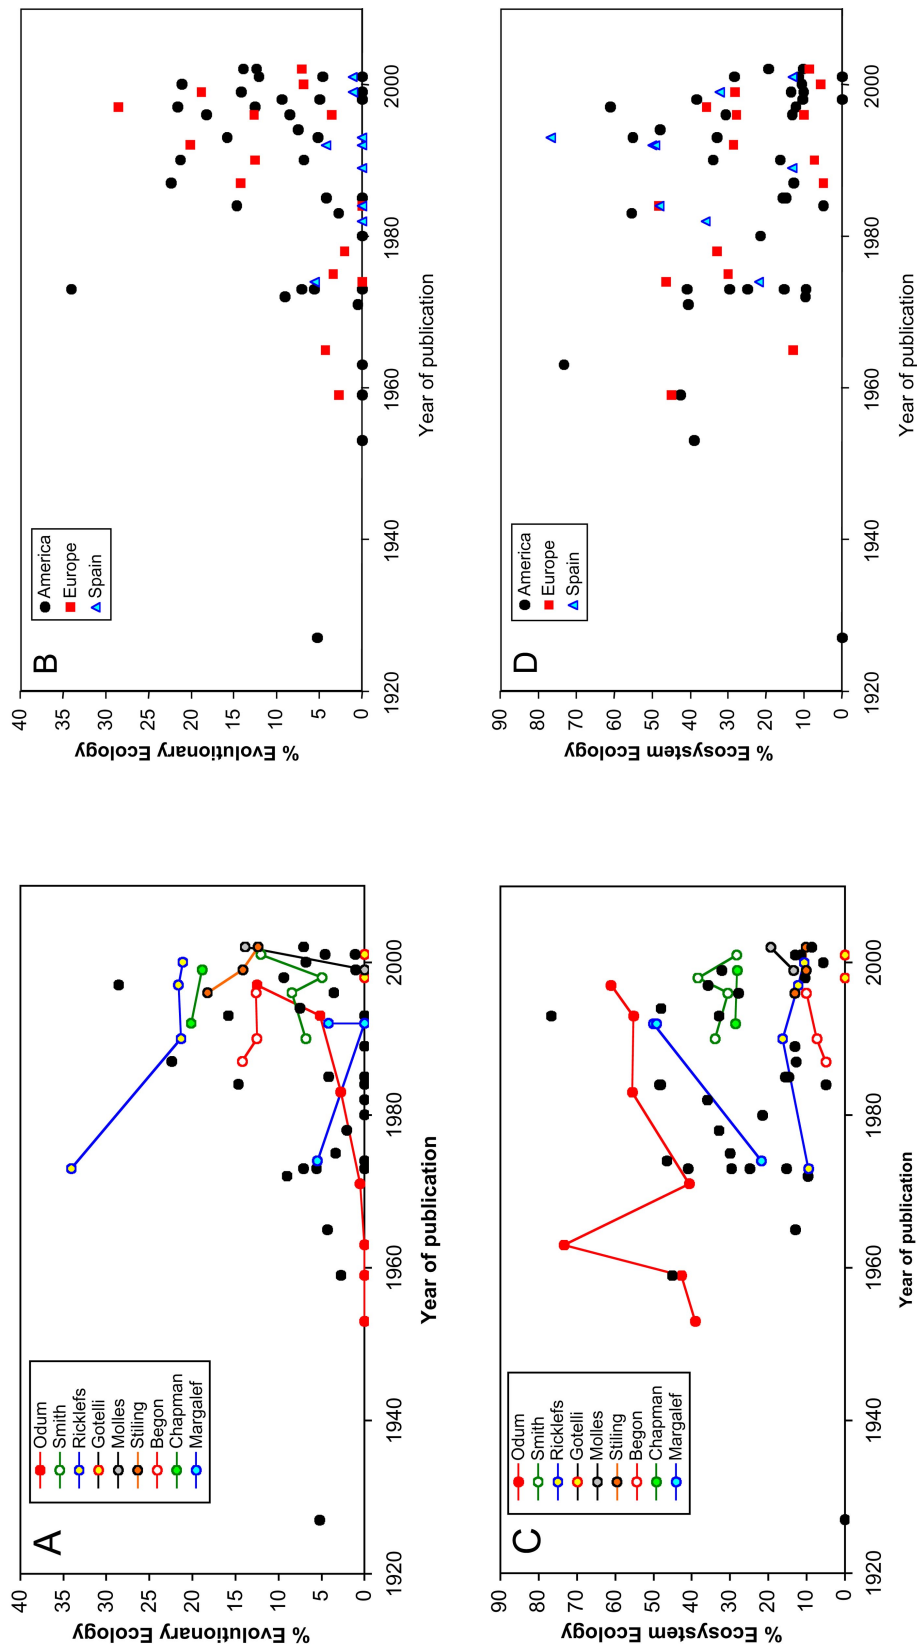 A
Odum
Smith
Ricklefs
Gotelli
Molles
Stiling
Begon
Chapman
Margalef
% Evolutionary Ecology
40
35
30
25
20
15
10
5
0
1920
1940
1960
1980
2000
Year of publication
B
America
Europe
Spain
% Evolutionary Ecology
40
35
30
25
20
15
10
5
0
1920
1940
1960
1980
2000
Year of publication
C
Odum
Smith
Ricklefs
Gotelli
Molles
Stiling
Begon
Chapman
Margalef
% Ecosystem Ecology
90
80
70
60
50
40
30
20
10
0
1920
1940
1960
1980
2000
Year of publication
D
America
Europe
Spain
% Ecosystem Ecology
90
80
70
60
50
40
30
20
10
0
1920
1940
1960
1980
2000
Year of publication